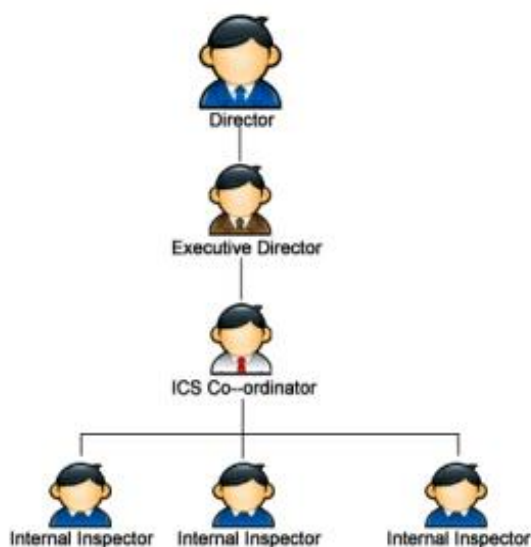 Director
Executive Director
ICS Co--ordinator
Internal Inspector
Internal Inspector
Internal Inspector